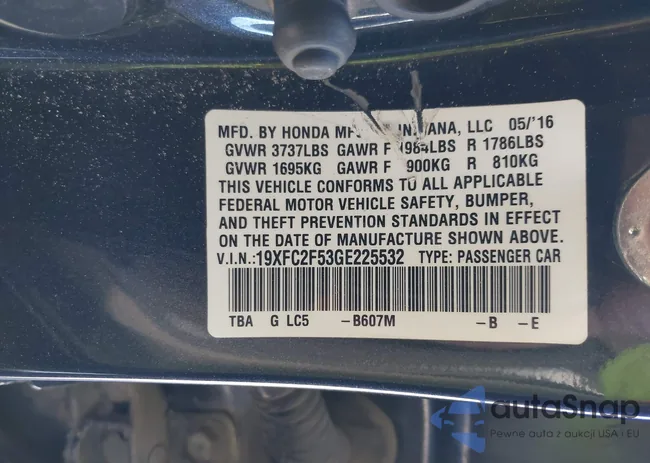 MFD. BY HONDA MF INDIANA, LLC 05/'16
GVWR 3737LBS GAWR F 1984LBS R 1786LBS
GVWR 1695KG GAWR F 900KG R 810KG
THIS VEHICLE CONFORMS TO ALL APPLICABLE
FEDERAL MOTOR VEHICLE SAFETY, BUMPER,
AND THEFT PREVENTION STANDARDS IN EFFECT
ON THE DATE OF MANUFACTURE SHOWN ABOVE.
V.I.N.:19XFC2F53GE225532 TYPE: PASSENGER CAR
TBA G LC5 -B607M -B -E
autoSnap
Pewne auta z aukcji USA i EU